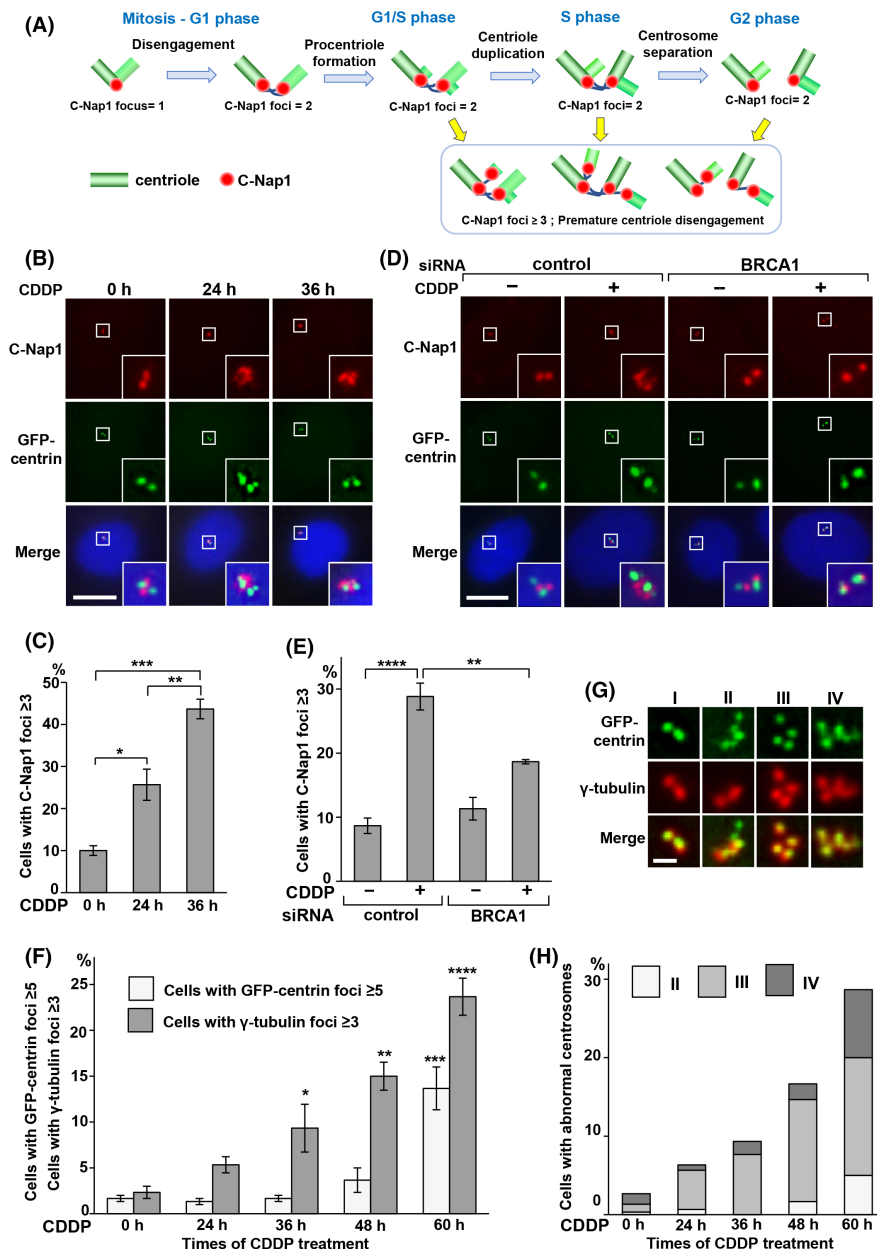 (A)
Mitosis - G1 phase
G1/S phase
S phase
G2 phase
Disengagement
Procentriole
formation
Centriole
duplication
Centrosome
separation
C-Nap1 focus= 1
C-Nap1 foci = 2
C-Nap1 foci = 2
C-Nap1 foci= 2
C-Nap1 foci= 2
centriole
C-Nap1
C-Nap1 foci ≥ 3 ; Premature centriole disengagement
(B)
CDDP
0 h
24 h
36 h
C-Nap1
GFP-
centrin
Merge
(D)
siRNA
control
BRCA1
CDDP
–
+
--
+
C-Nap1
GFP-
centrin
Merge
(C)
%
Cells with C-Nap1 foci ≥3
50
40
30
20
10
0
***
**
*
CDDP
0 h
24 h
36 h
(E)
%
Cells with C-Nap1 foci ≥3
30
20
10
0
****
**
CDDP
–
+
–
+
siRNA
control
BRCA1
(G)
I
II
III
IV
GFP-
centrin
γ-tubulin
Merge
(F)
%
Cells with GFP-centrin foci ≥5
Cells with γ-tubulin foci ≥3
25
20
15
10
5
0
Cells with GFP-centrin foci ≥5
Cells with γ-tubulin foci ≥3
*
**
***
****
CDDP
0 h
24 h
36 h
48 h
60 h
Times of CDDP treatment
(H)
%
Cells with abnormal centrosomes
30
20
10
0
II
III
IV
CDDP
0 h
24 h
36 h
48 h
60 h
Times of CDDP treatment